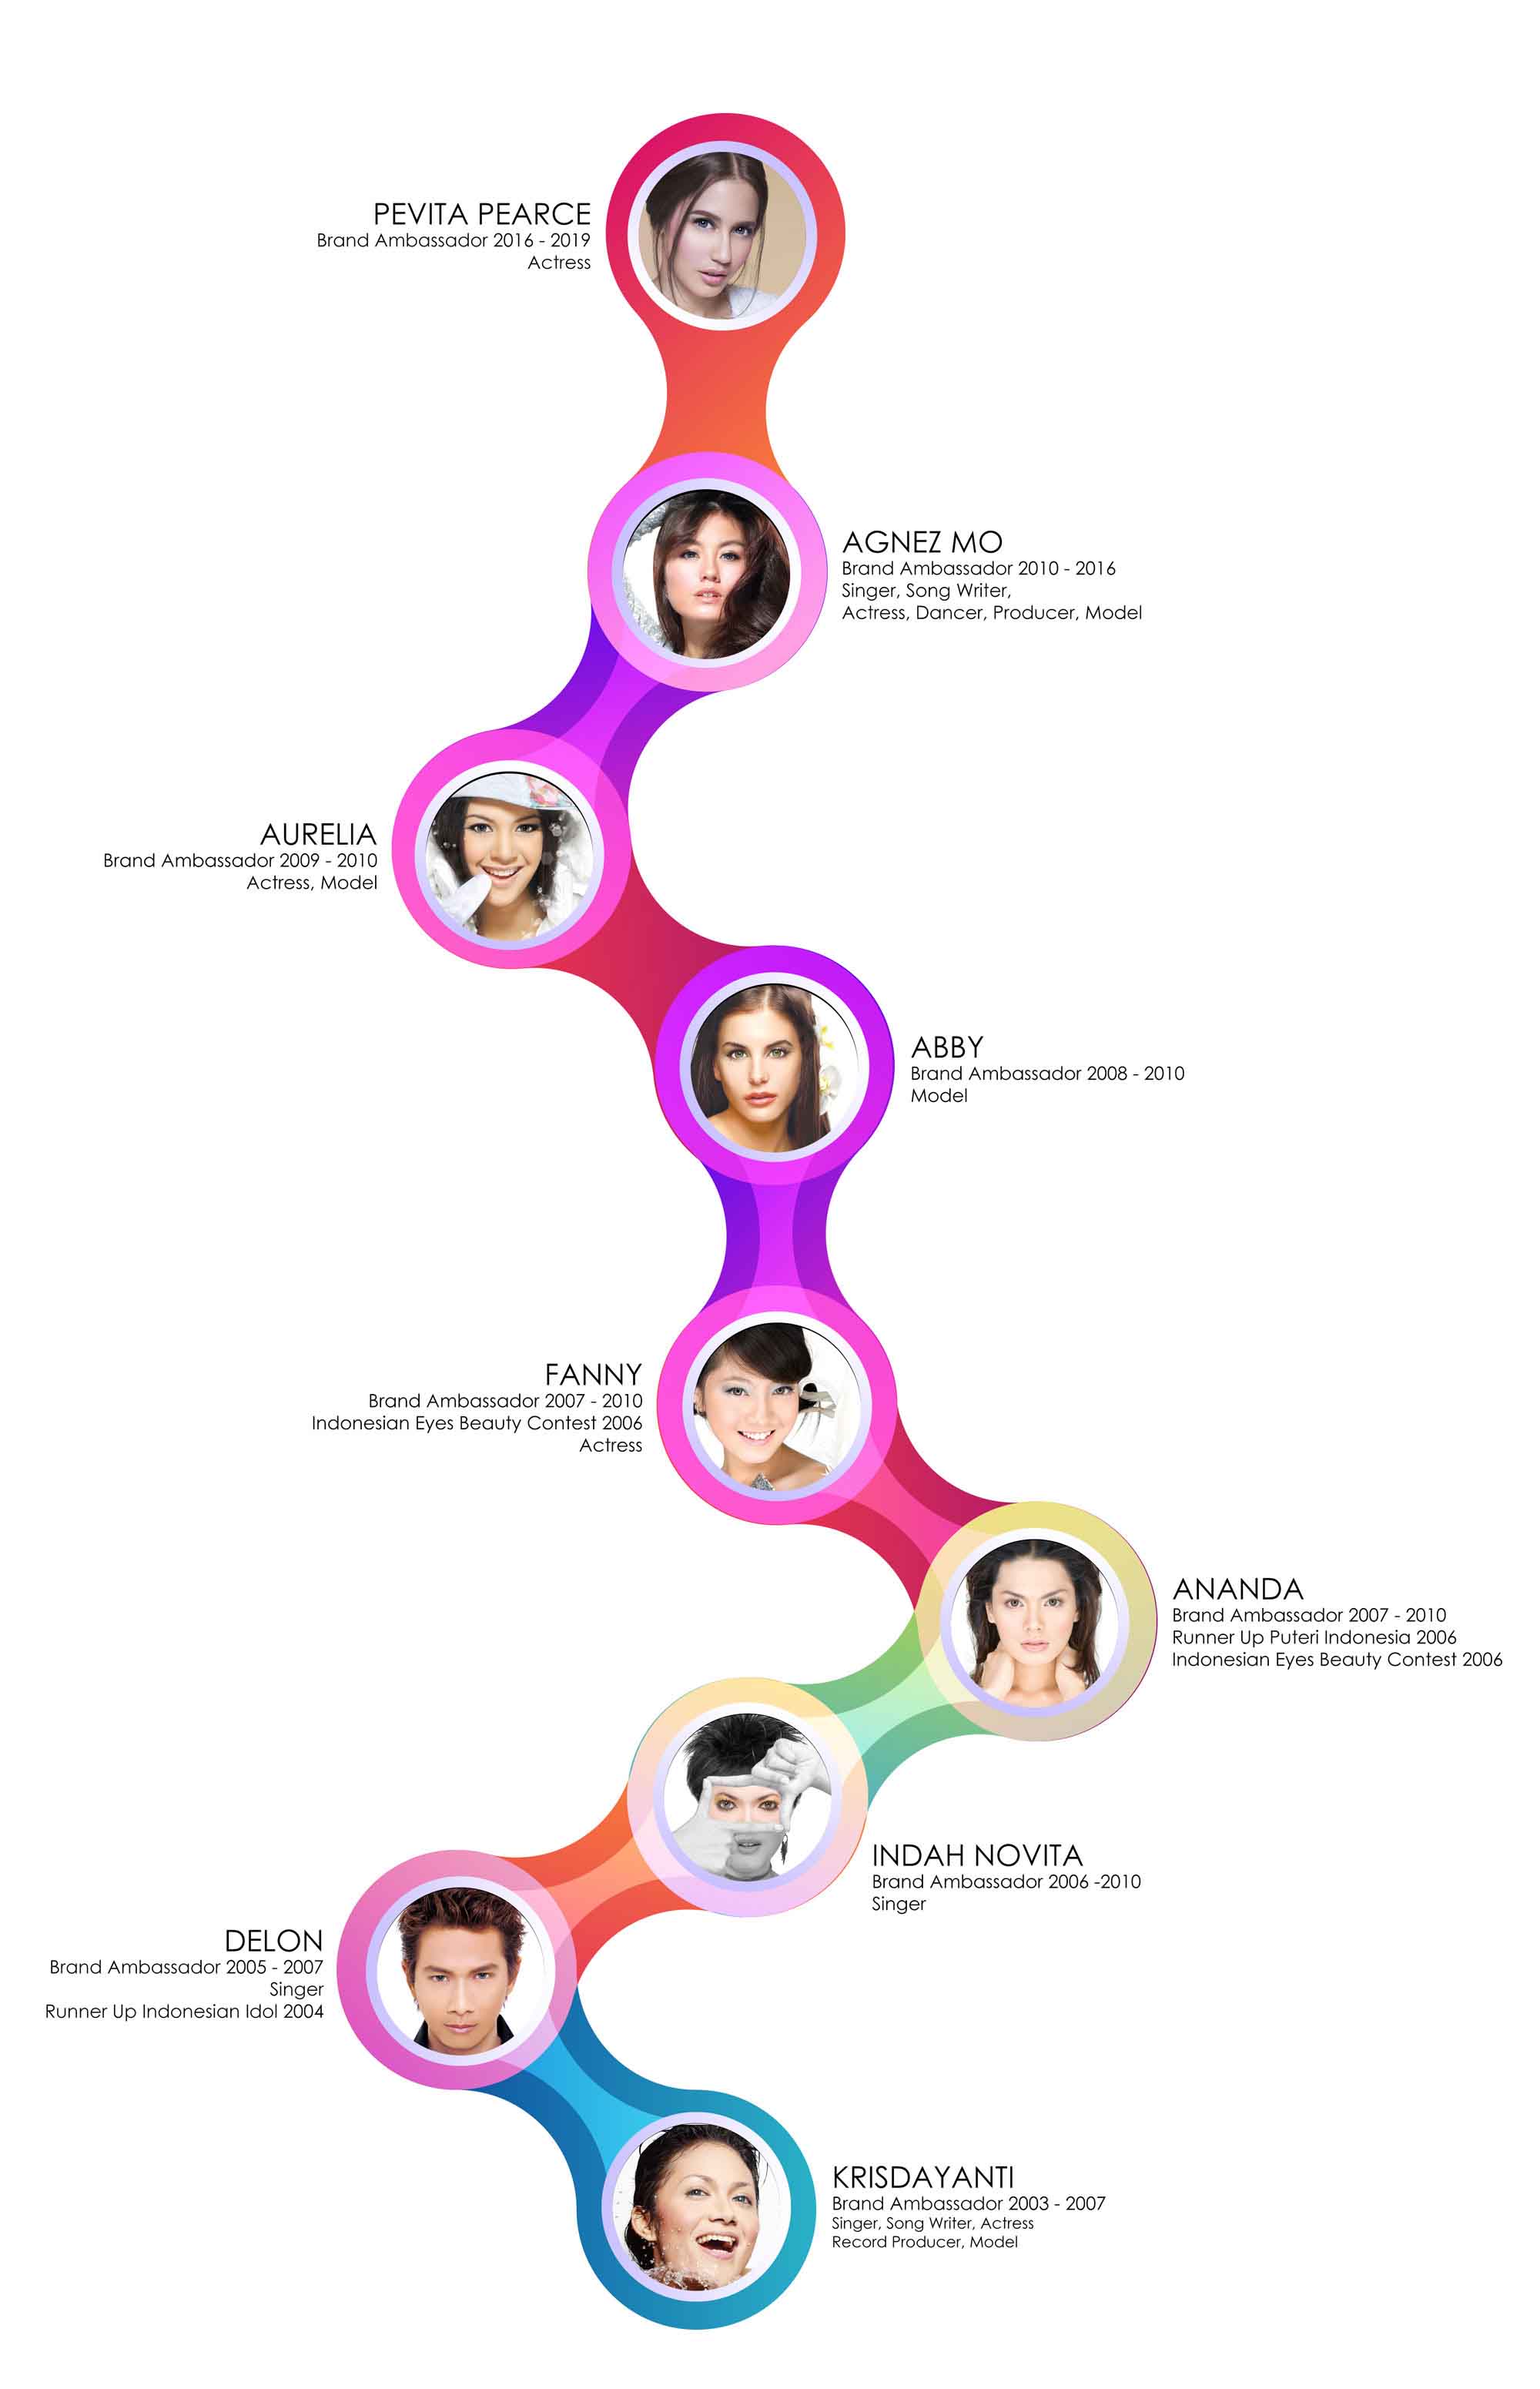 PEVITA PEARCE
Brand Ambassador 2016 - 2019
Actress
AGNEZ MO
Brand Ambassador 2010 - 2016
Singer, Song Writer,
Actress, Dancer, Producer, Model
AURELIA
Brand Ambassador 2009 - 2010
Actress, Model
ABBY
Brand Ambassador 2008 - 2010
Model
FANNY
Brand Ambassador 2007 - 2010
Indonesian Eyes Beauty Contest 2006
Actress
ANANDA
Brand Ambassador 2007 - 2010
Runner Up Puteri Indonesia 2006
Indonesian Eyes Beauty Contest 2006
INDAH NOVITA
Brand Ambassador 2006 -2010
Singer
DELON
Brand Ambassador 2005 - 2007
Singer
Runner Up Indonesian Idol 2004
KRISDAYANTI
Brand Ambassador 2003 - 2007
Singer, Song Writer, Actress
Record Producer, Model